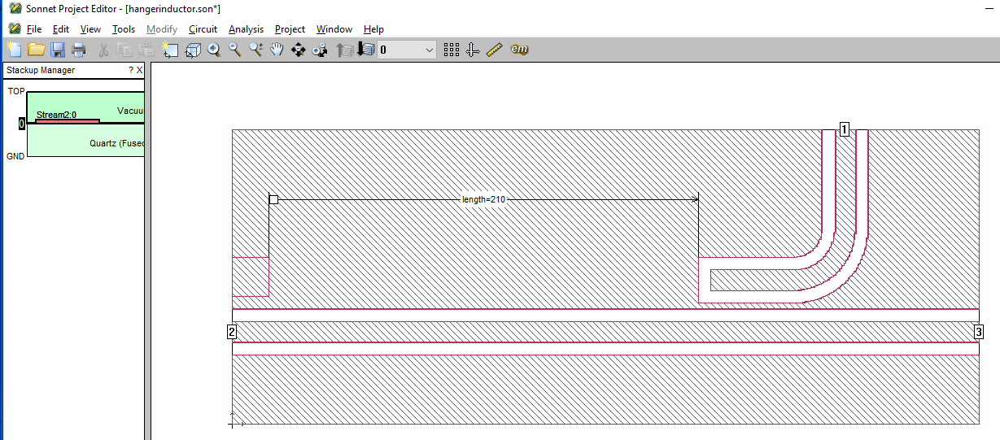 Sonnet Project Editor - [hangerinductor.son*]
File Edit View Tools Modify Circuit Analysis Project Window Help
0 em
Stackup Manager ? X
TOP
Vacuu
Stream2:0
0
Quartz (Fused
GND
1
length=210
2 3